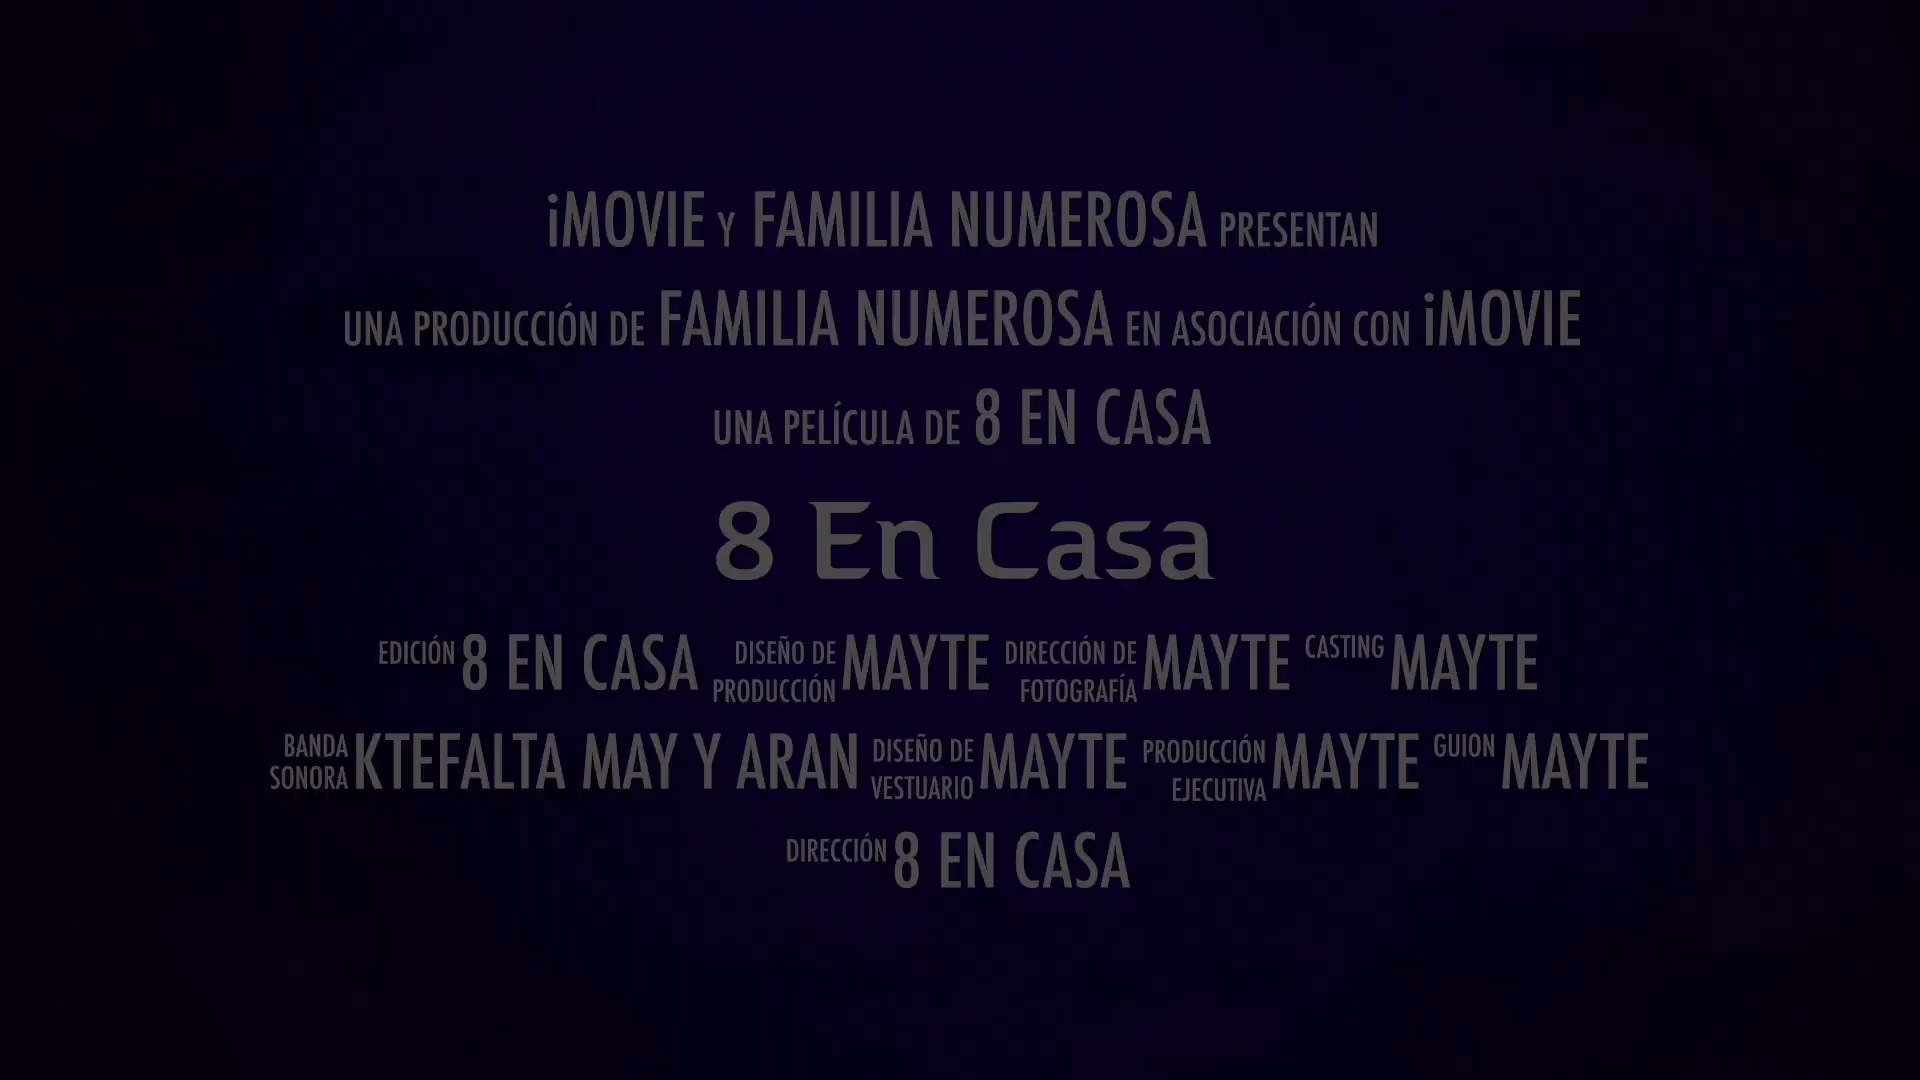 iMOVIE Y FAMILIA NUMEROSA PRESENTAN
UNA PRODUCCIÓN DE FAMILIA NUMEROSA EN ASOCIACIÓN CON iMOVIE
UNA PELÍCULA DE 8 EN CASA
8 En Casa
EDICIÓN 8 EN CASA DISEÑO DE PRODUCCIÓN MAYTE DIRECCIÓN DE FOTOGRAFÍA MAYTE CASTING MAYTE
BANDA SONORA KTEFALTA MAY Y ARAN DISEÑO DE VESTUARIO MAYTE PRODUCCIÓN EJECUTIVA MAYTE GUION MAYTE
DIRECCIÓN 8 EN CASA